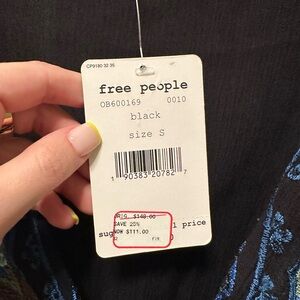 CP9180 32 35
free people
OB600169 0010
black
size S
1 90383 20782 7
ORIG. $148.00
SAVE 25%
NOW $111.00
sug
l price